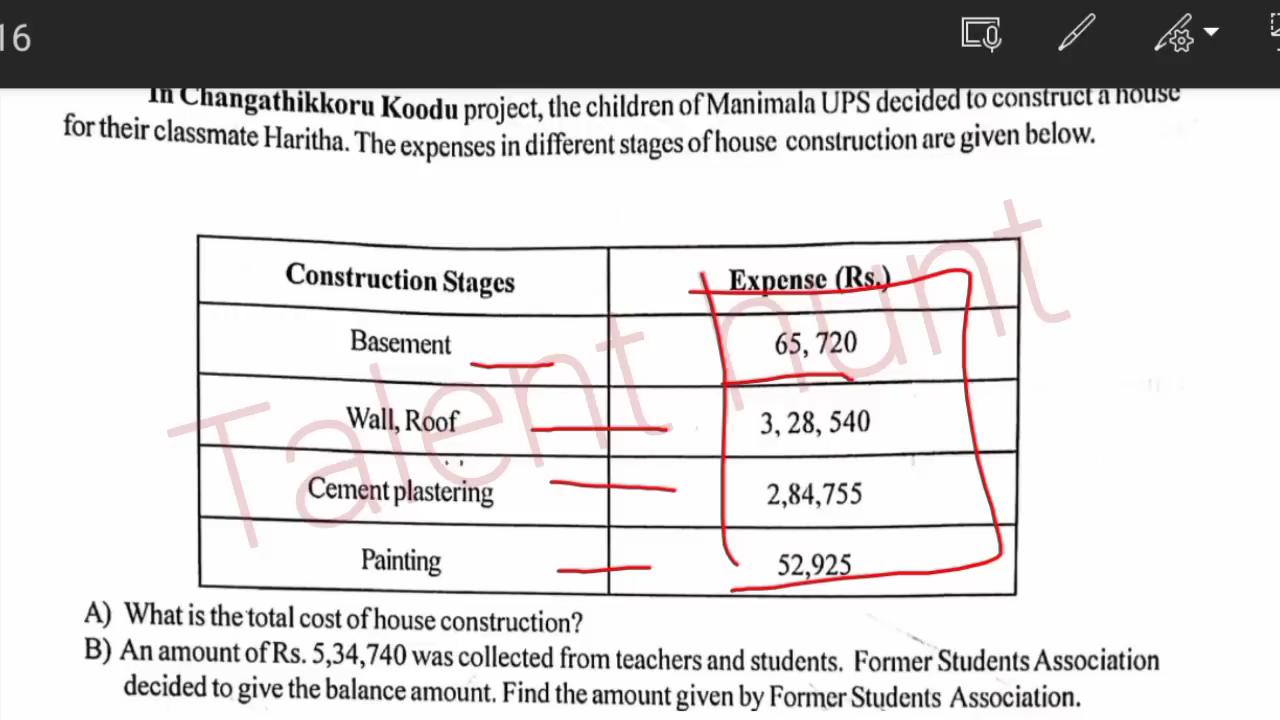 16
In Changathikkoru Koodu project, the children of Manimala UPS decided to construct a house
for their classmate Haritha. The expenses in different stages of house construction are given below.
Construction Stages Expense (Rs.)
Basement 65, 720
Wall, Roof 3, 28, 540
Cement plastering 2,84,755
Painting 52,925
Talent hunt
A) What is the total cost of house construction?
B) An amount of Rs. 5,34,740 was collected from teachers and students. Former Students Association
decided to give the balance amount. Find the amount given by Former Students Association.